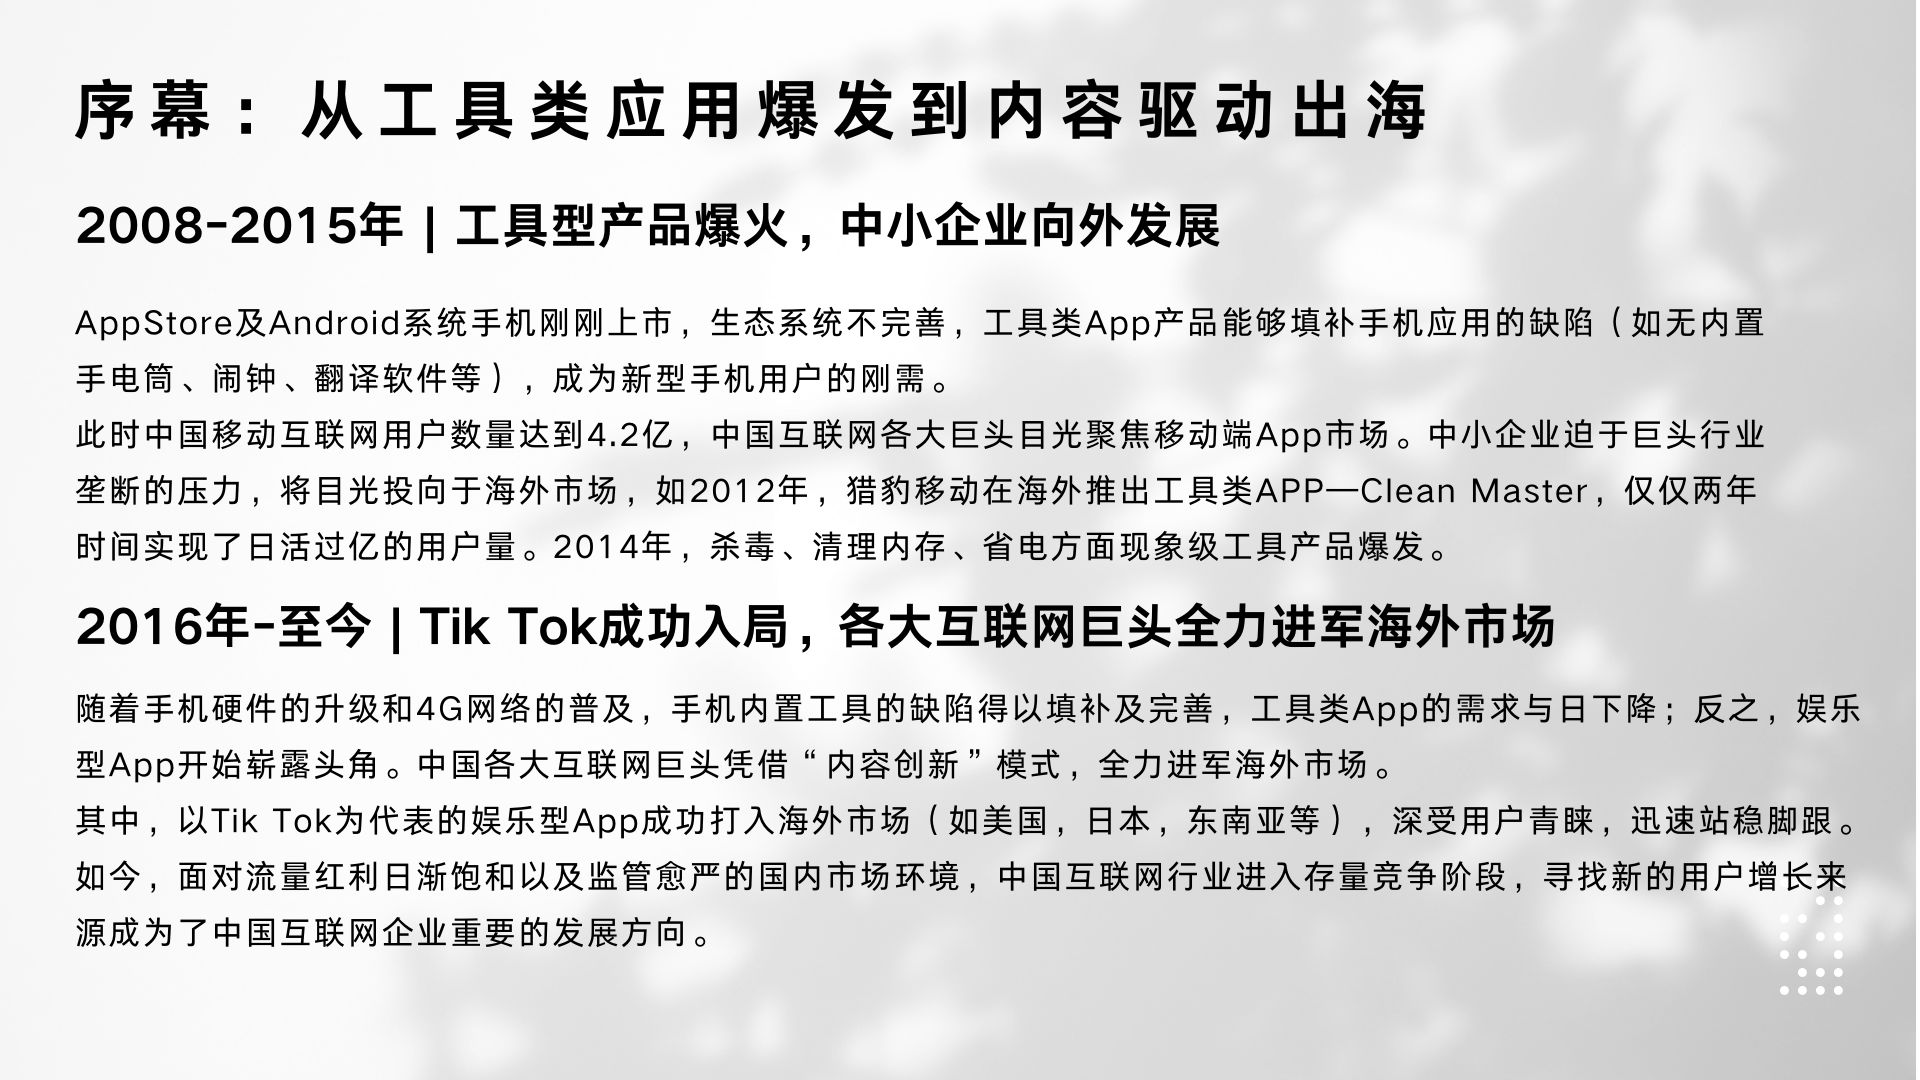 序幕：从工具类应用爆发到内容驱动出海
2008-2015年 | 工具型产品爆火，中小企业向外发展
AppStore及Android系统手机刚刚上市，生态系统不完善，工具类App产品能够填补手机应用的缺陷（如无内置
手电筒、闹钟、翻译软件等），成为新型手机用户的刚需。
此时中国移动互联网用户数量达到4.2亿，中国互联网各大巨头目光聚焦移动端App市场。中小企业迫于巨头行业
垄断的压力，将目光投向于海外市场，如2012年，猎豹移动在海外推出工具类APP—Clean Master，仅仅两年
时间实现了日活过亿的用户量。2014年，杀毒、清理内存、省电方面现象级工具产品爆发。
2016年-至今 | Tik Tok成功入局，各大互联网巨头全力进军海外市场
随着手机硬件的升级和4G网络的普及，手机内置工具的缺陷得以填补及完善，工具类App的需求与日下降；反之，娱乐
型App开始崭露头角。中国各大互联网巨头凭借“内容创新”模式，全力进军海外市场。
其中，以Tik Tok为代表的娱乐型App成功打入海外市场（如美国，日本，东南亚等），深受用户青睐，迅速站稳脚跟。
如今，面对流量红利日渐饱和以及监管愈严的国内市场环境，中国互联网行业进入存量竞争阶段，寻找新的用户增长来
源成为了中国互联网企业重要的发展方向。